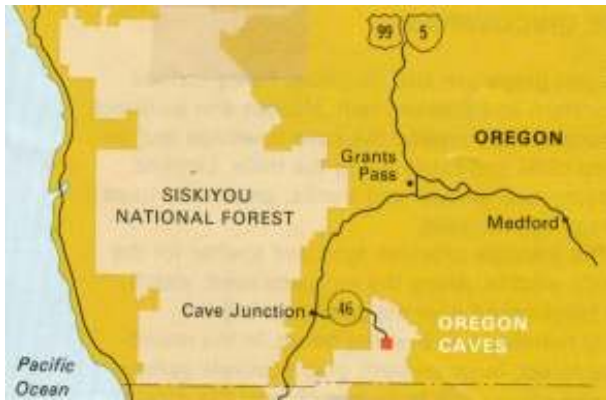 99
5
OREGON
Grants
Pass
SISKIYOU
NATIONAL FOREST
Medford
Cave Junction
46
OREGON
CAVES
Pacific
Ocean